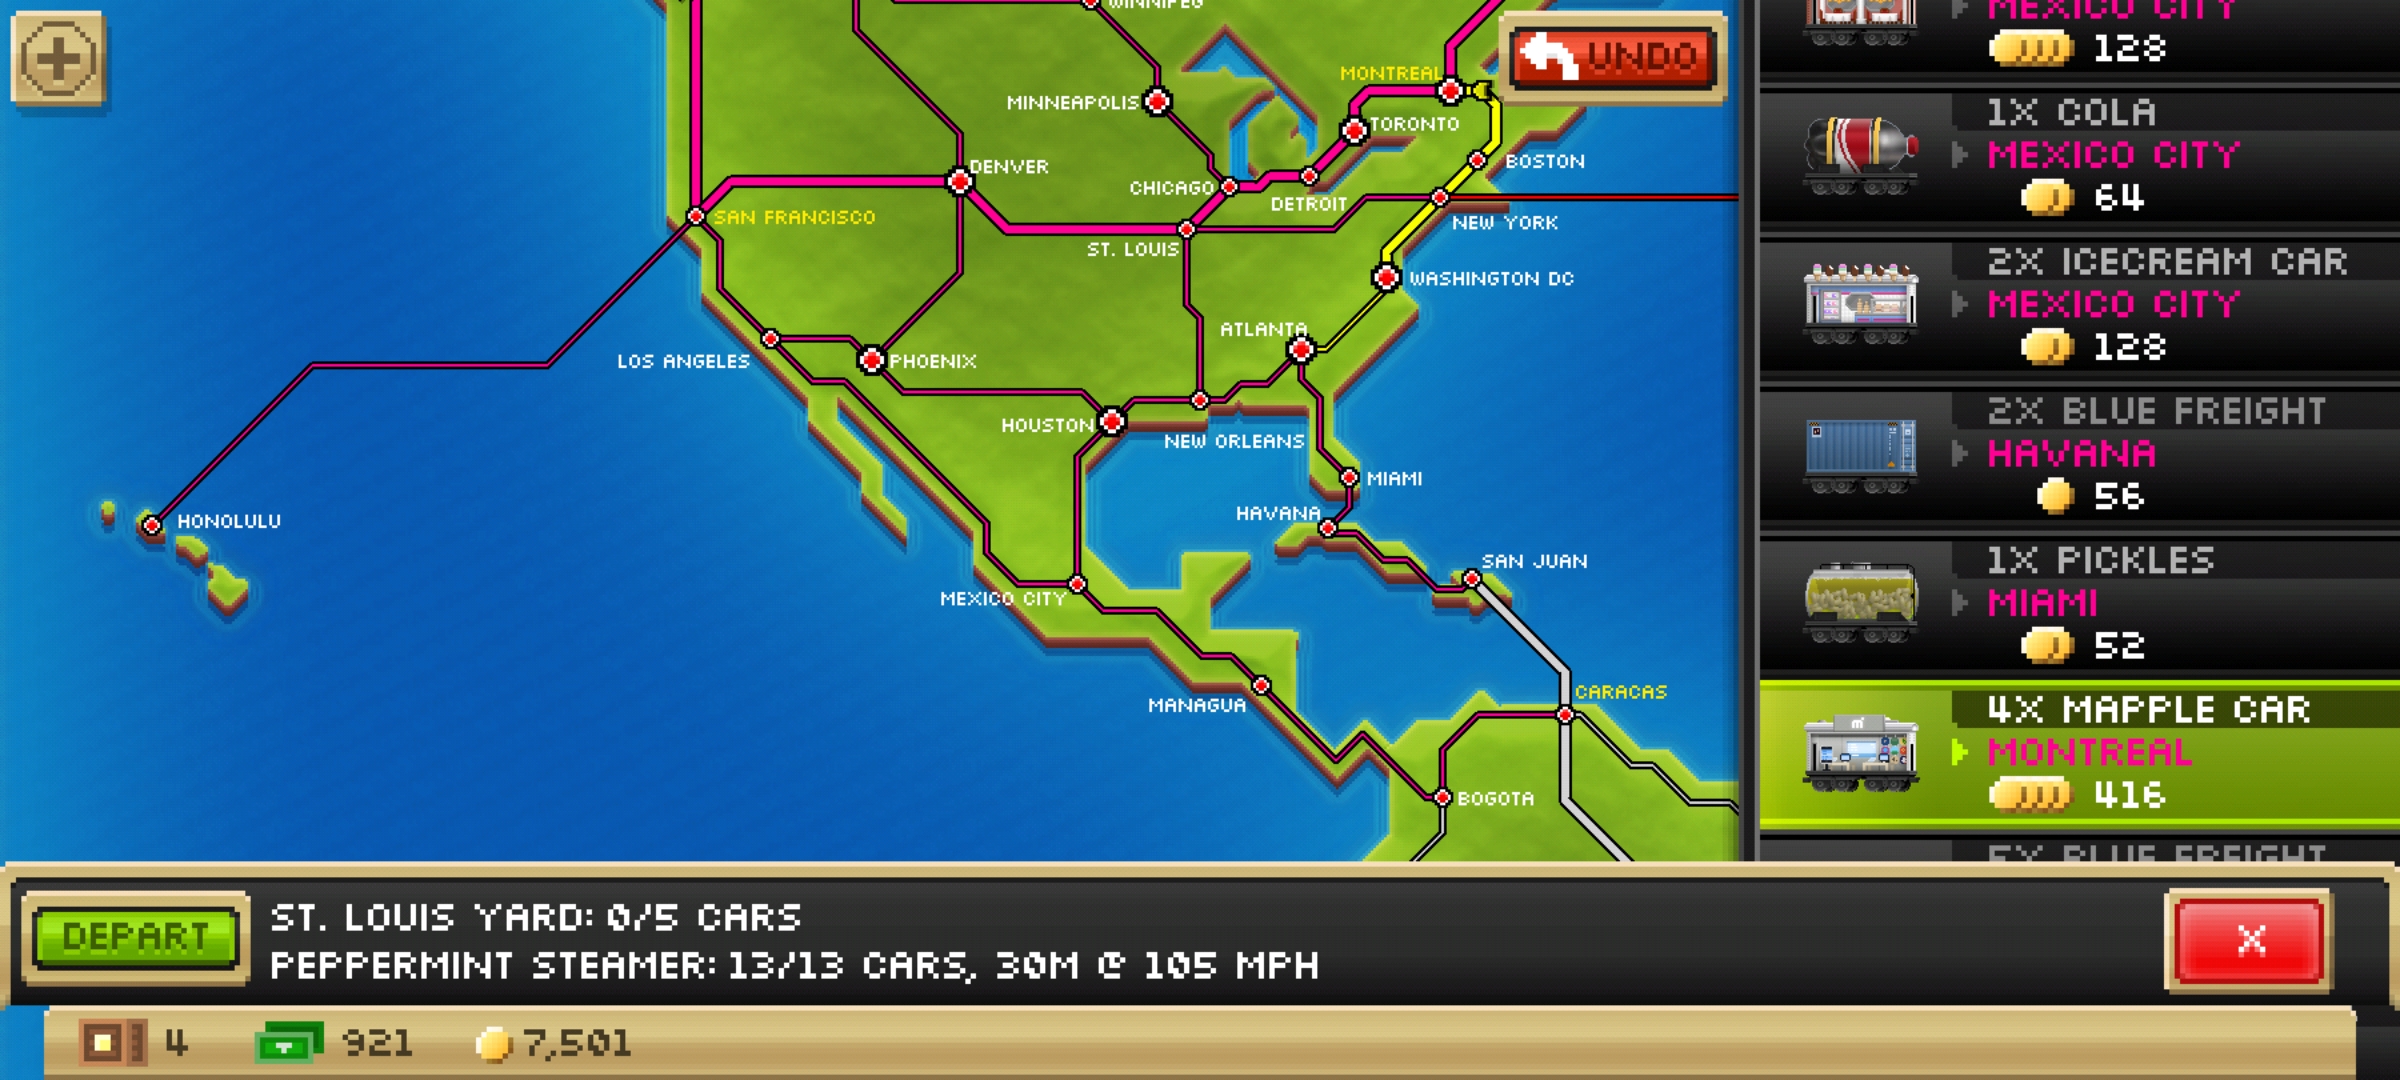 WINNIPEG
UNDO
MONTREAL
MINNEAPOLIS
TORONTO
DENVER
BOSTON
CHICAGO
DETROIT
SAN FRANCISCO
NEW YORK
ST. LOUIS
WASHINGTON DC
ATLANTA
LOS ANGELES
PHOENIX
HOUSTON
NEW ORLEANS
MIAMI
HAVANA
HONOLULU
SAN JUAN
MEXICO CITY
CARACAS
MANAGUA
BOGOTA
MEXICO CITY
128
1X COLA
MEXICO CITY
64
2X ICECREAM CAR
MEXICO CITY
128
2X BLUE FREIGHT
HAVANA
56
1X PICKLES
MIAMI
52
4X MAPPLE CAR
m
MONTREAL
416
5X BLUE FREIGHT
DEPART
ST. LOUIS YARD: 0/5 CARS
PEPPERMINT STEAMER: 13/13 CARS, 30M @ 105 MPH
X
4
921
7,501